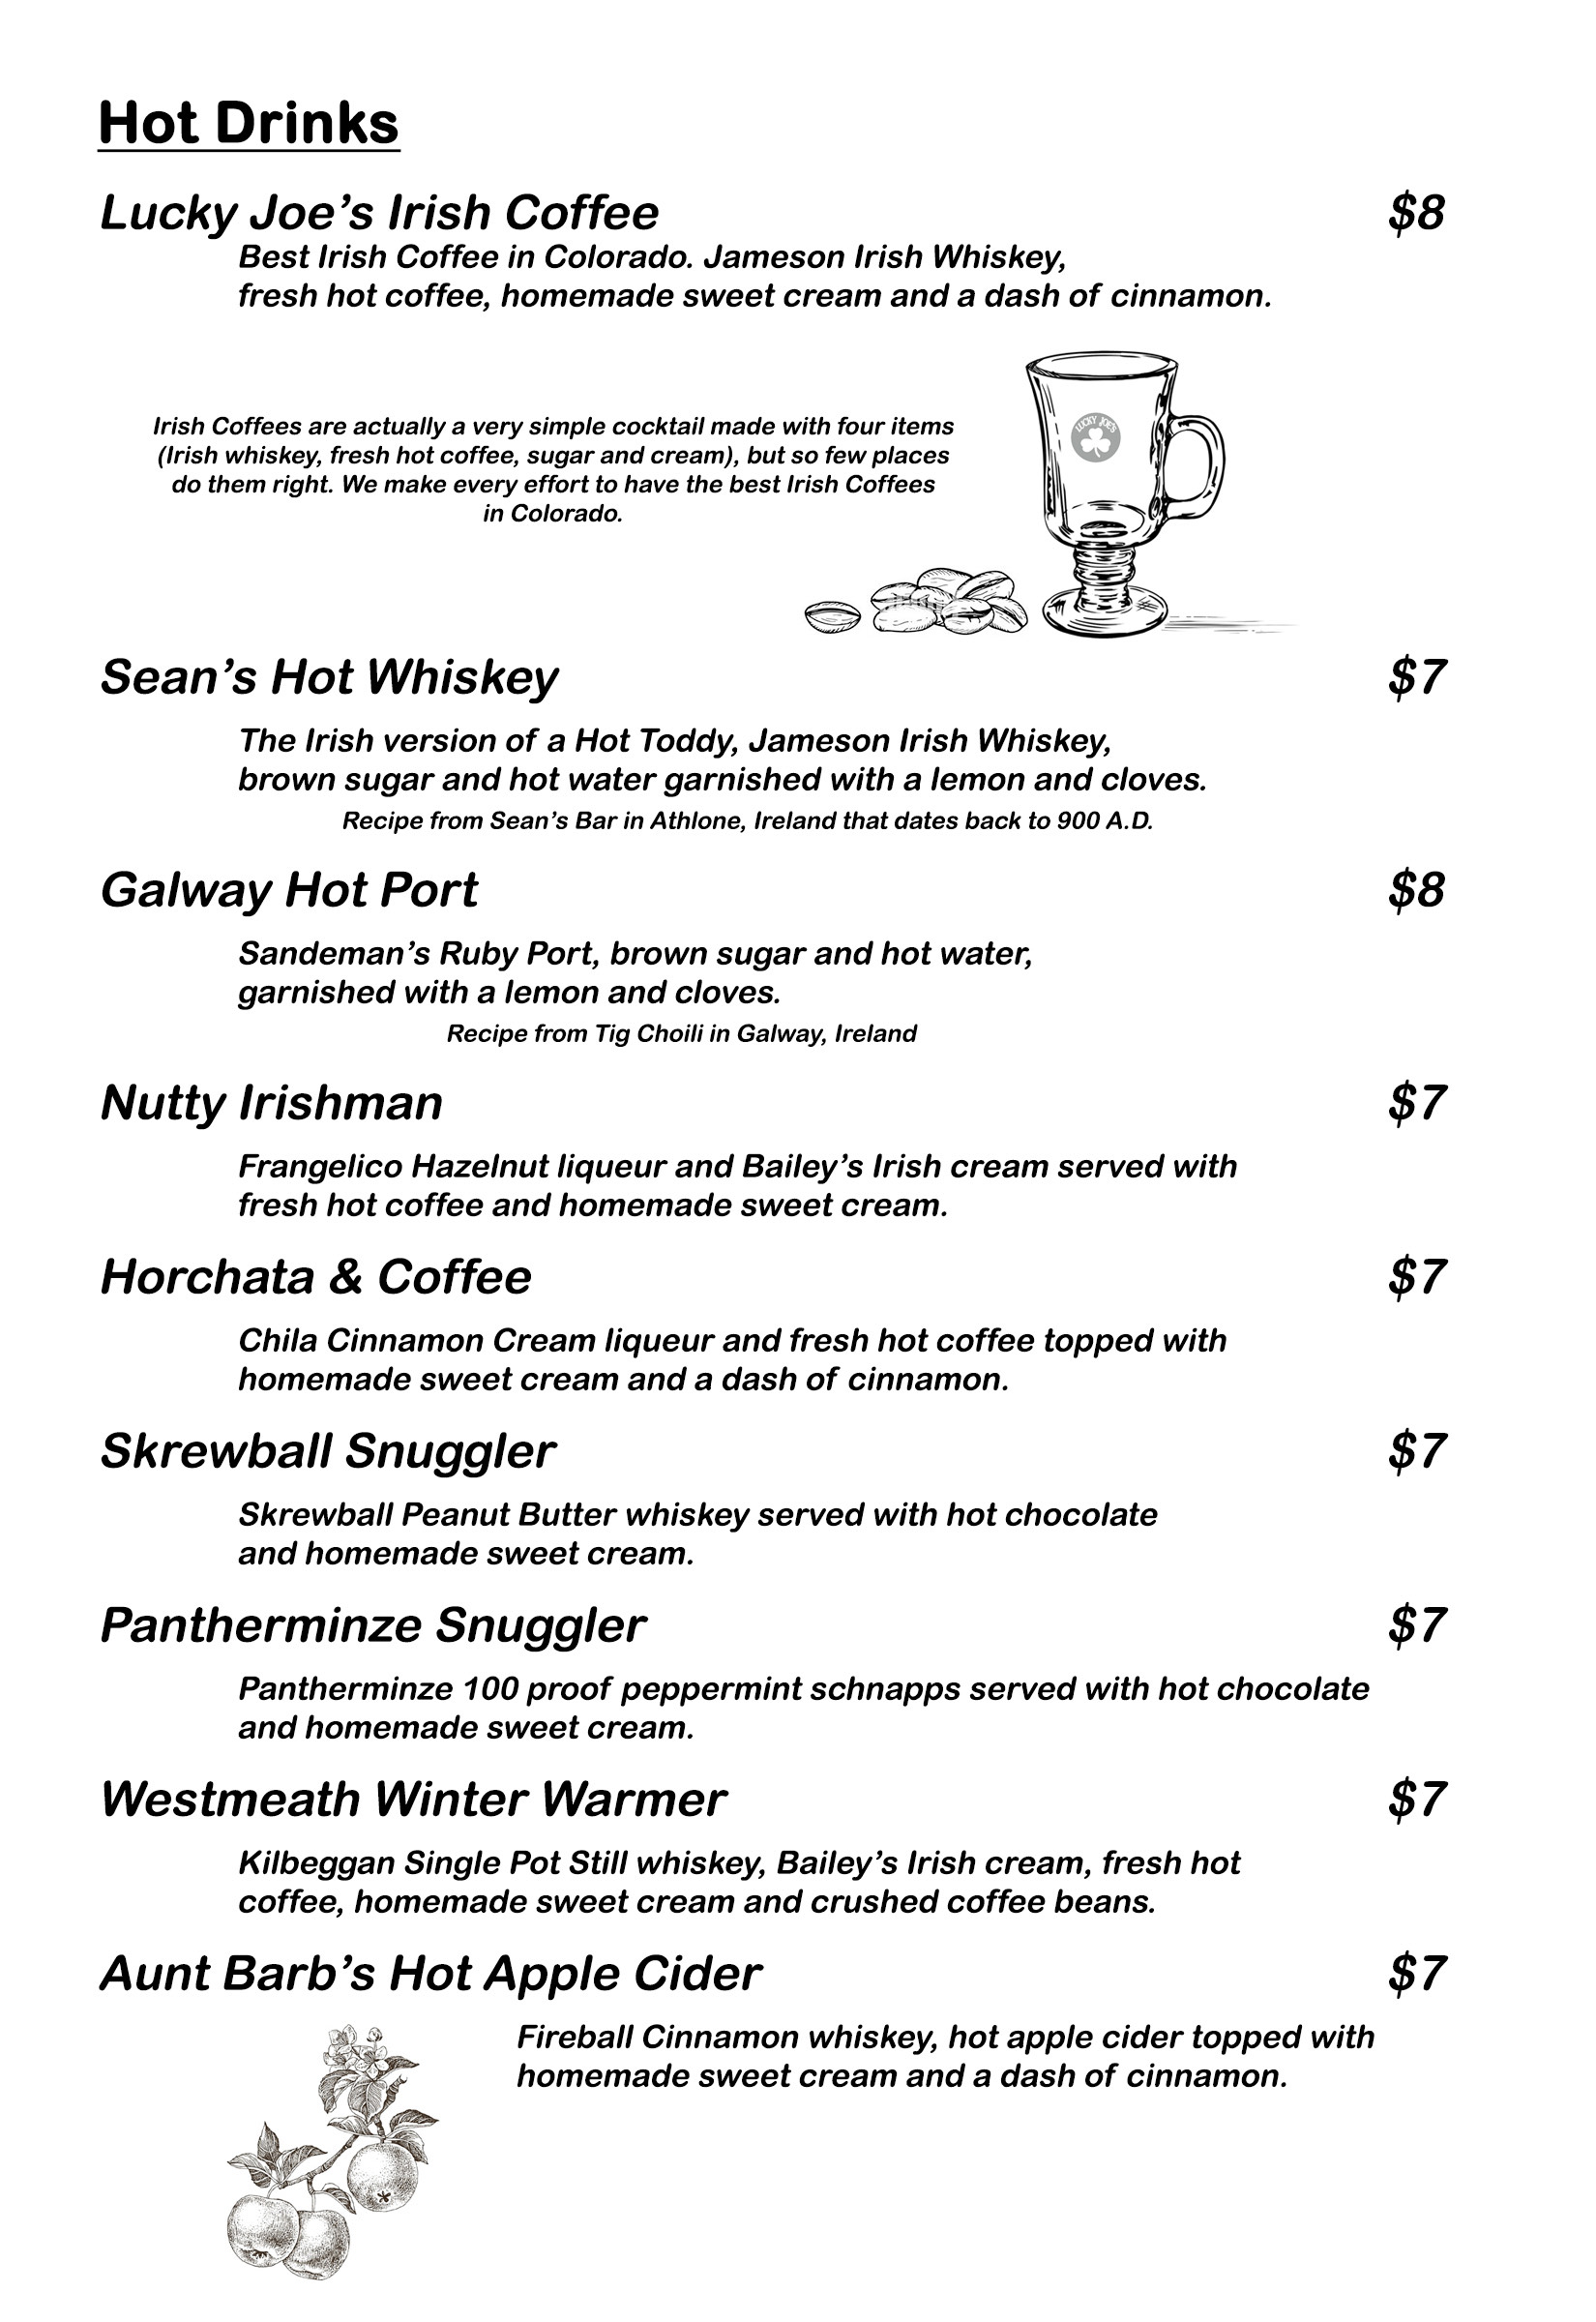 Hot Drinks
Lucky Joe's Irish Coffee $8
Best Irish Coffee in Colorado. Jameson Irish Whiskey,
fresh hot coffee, homemade sweet cream and a dash of cinnamon.
LUCKY JOE'S
Irish Coffees are actually a very simple cocktail made with four items
(Irish whiskey, fresh hot coffee, sugar and cream), but so few places
do them right. We make every effort to have the best Irish Coffees
in Colorado.
Sean's Hot Whiskey $7
The Irish version of a Hot Toddy, Jameson Irish Whiskey,
brown sugar and hot water garnished with a lemon and cloves.
Recipe from Sean's Bar in Athlone, Ireland that dates back to 900 A.D.
Galway Hot Port $8
Sandeman's Ruby Port, brown sugar and hot water,
garnished with a lemon and cloves.
Recipe from Tig Choili in Galway, Ireland
Nutty Irishman $7
Frangelico Hazelnut liqueur and Bailey's Irish cream served with
fresh hot coffee and homemade sweet cream.
Horchata & Coffee $7
Chila Cinnamon Cream liqueur and fresh hot coffee topped with
homemade sweet cream and a dash of cinnamon.
Skrewball Snuggler $7
Skrewball Peanut Butter whiskey served with hot chocolate
and homemade sweet cream.
Pantherminze Snuggler $7
Pantherminze 100 proof peppermint schnapps served with hot chocolate
and homemade sweet cream.
Westmeath Winter Warmer $7
Kilbeggan Single Pot Still whiskey, Bailey's Irish cream, fresh hot
coffee, homemade sweet cream and crushed coffee beans.
Aunt Barb's Hot Apple Cider $7
Fireball Cinnamon whiskey, hot apple cider topped with
homemade sweet cream and a dash of cinnamon.